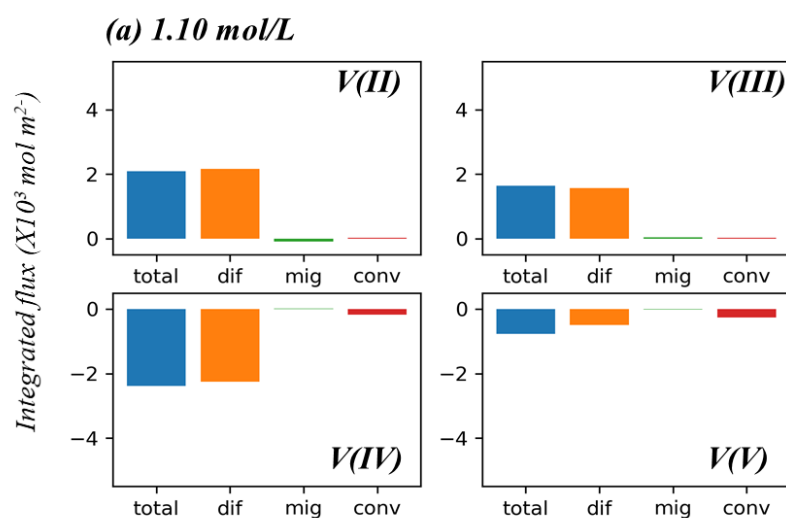 (a) 1.10 mol/L
Integrated flux (X10³ mol m²⁻)
V(II)
4
2
0
total dif mig conv
V(III)
4
2
0
total dif mig conv
0
−2
−4
V(IV)
total dif mig conv
0
−2
−4
V(V)
total dif mig conv